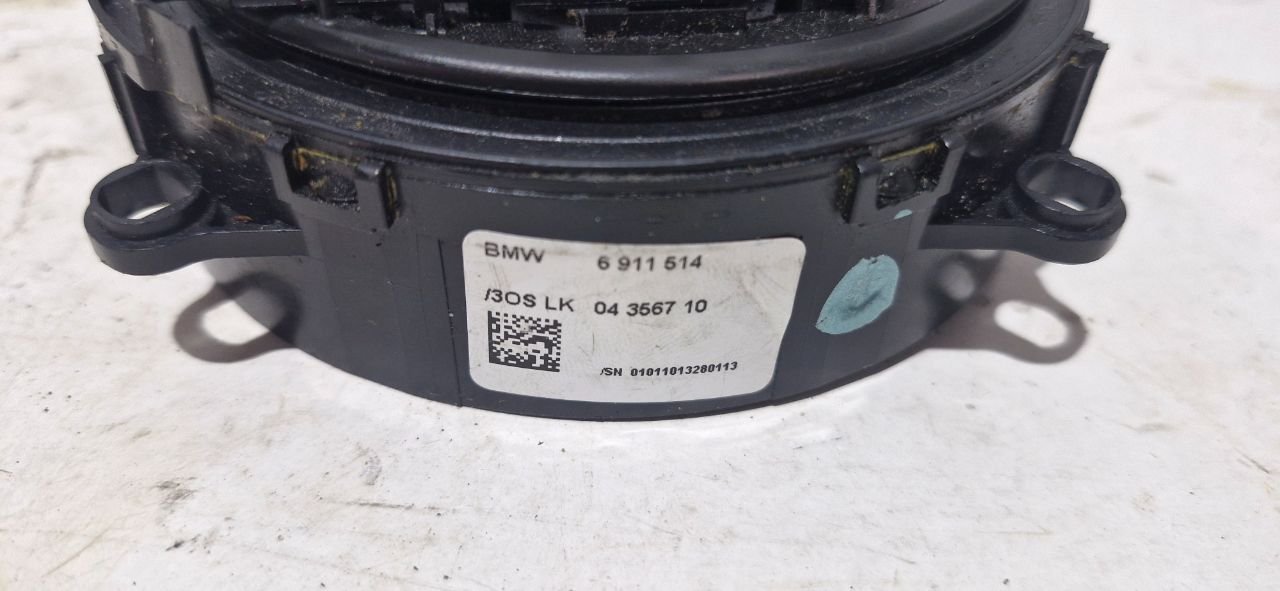 BMW 6 911 514
/3OS LK 04 3567 10
/SN 01011013280113